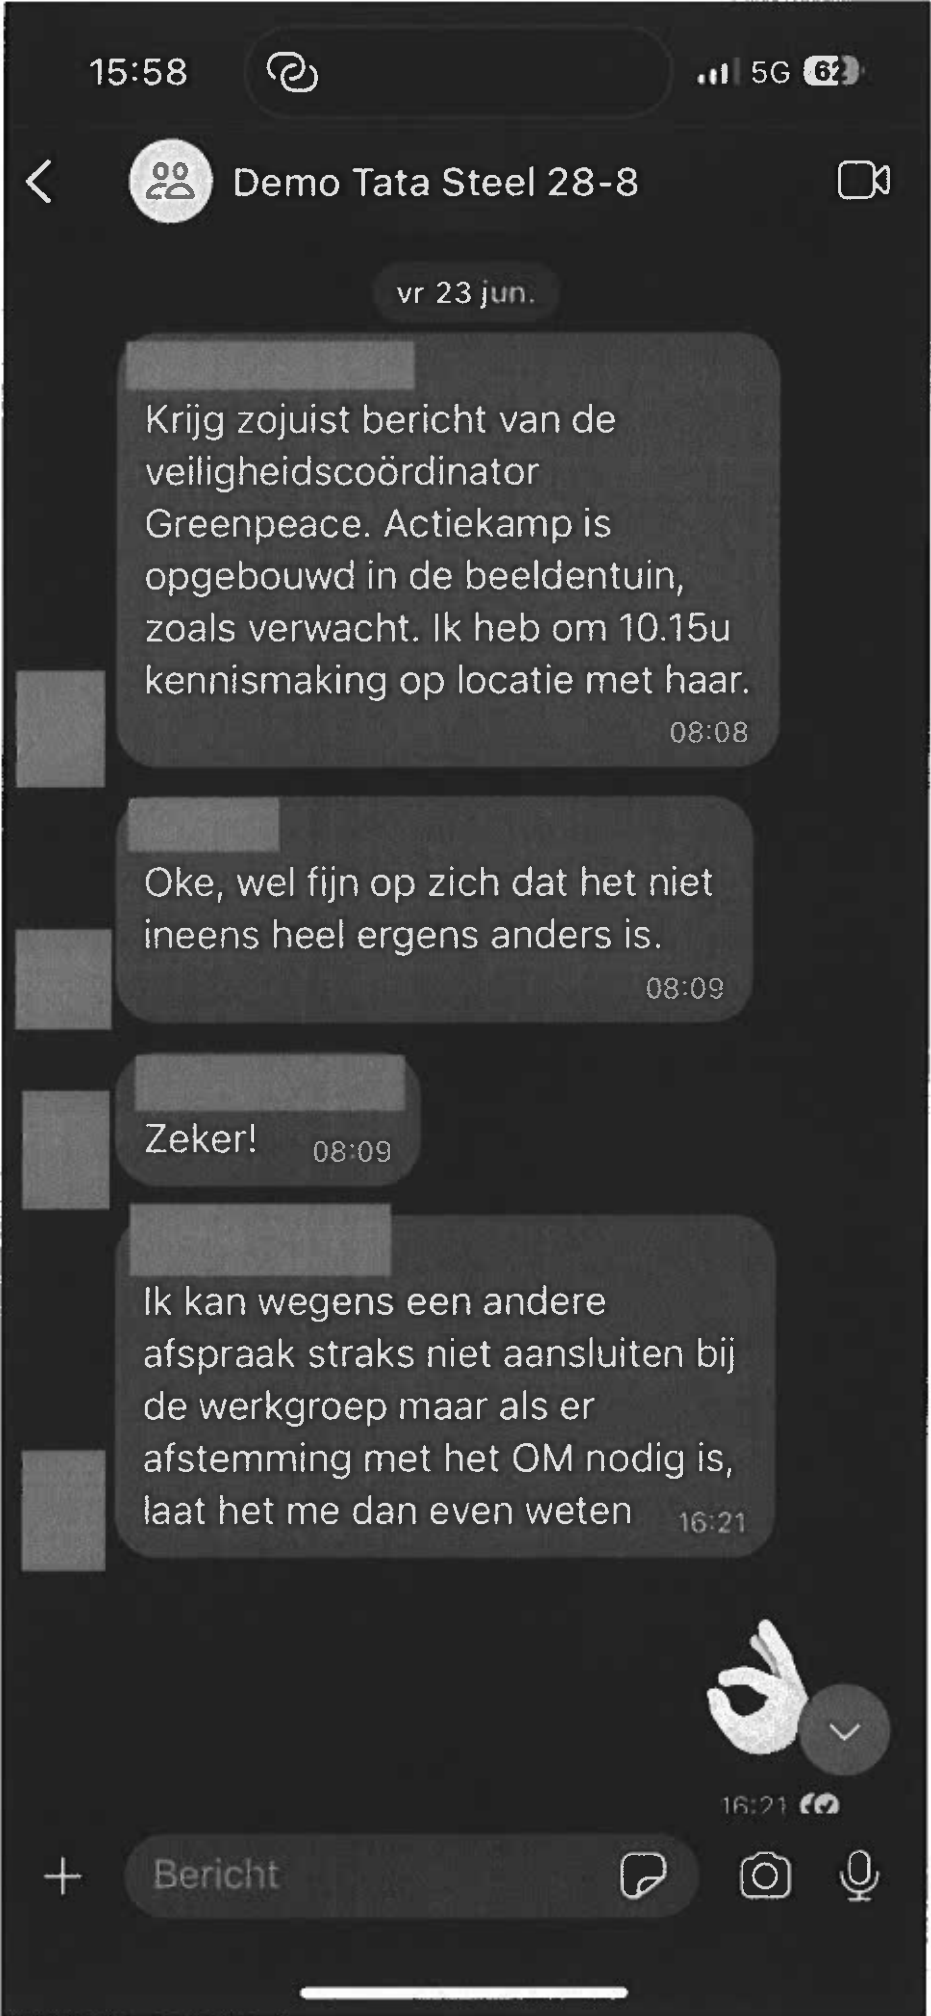 15:58
5G 62
Demo Tata Steel 28-8
vr 23 jun.
Krijg zojuist bericht van de
veiligheidscoördinator
Greenpeace. Actiekamp is
opgebouwd in de beeldentuin,
zoals verwacht. Ik heb om 10.15u
kennismaking op locatie met haar.
08:08
Oke, wel fijn op zich dat het niet
ineens heel ergens anders is.
08:09
Zeker! 08:09
Ik kan wegens een andere
afspraak straks niet aansluiten bij
de werkgroep maar als er
afstemming met het OM nodig is,
laat het me dan even weten 16:21
16:21
Bericht